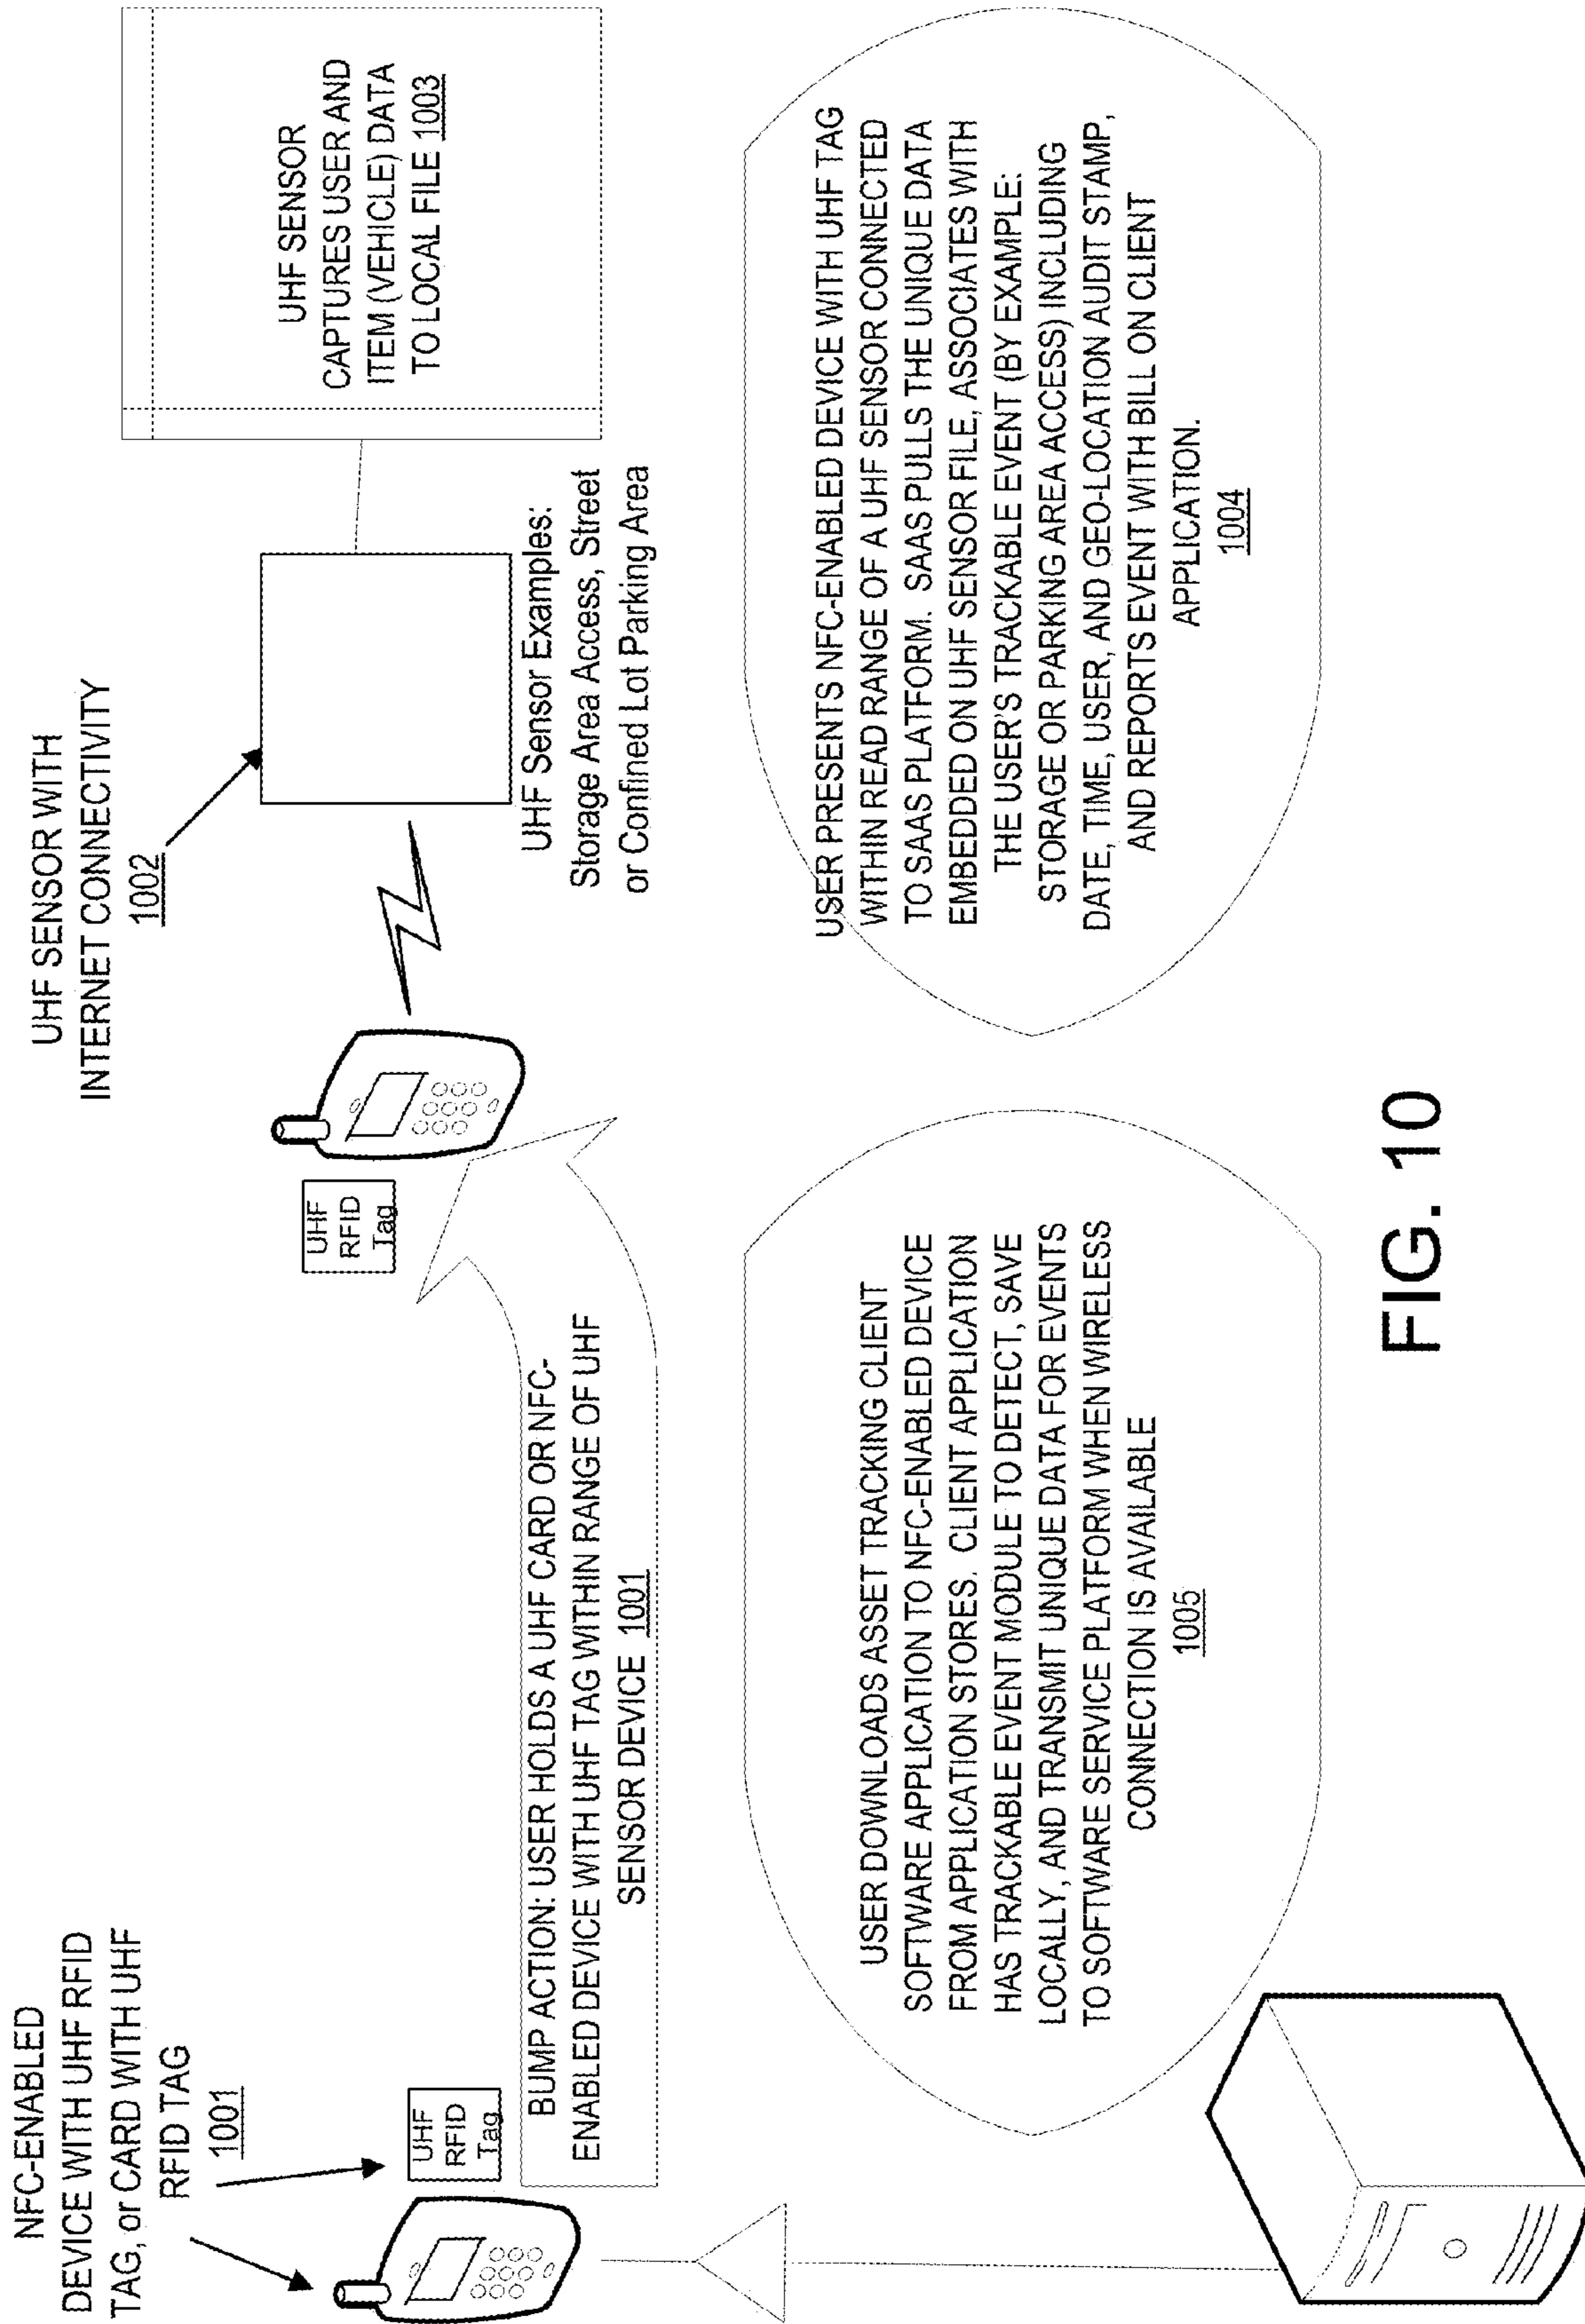 NFC-ENABLED
DEVICE WITH UHF RFID
TAG, or CARD WITH UHF
RFID TAG
1001
UHF
RFID
Tag
BUMP ACTION: USER HOLDS A UHF CARD OR NFC-
ENABLED DEVICE WITH UHF TAG WITHIN RANGE OF UHF
SENSOR DEVICE 1001
UHF
RFID
Tag
UHF SENSOR WITH
INTERNET CONNECTIVITY
1002
UHF Sensor Examples:
Storage Area Access, Street
or Confined Lot Parking Area
UHF SENSOR
CAPTURES USER AND
ITEM (VEHICLE) DATA
TO LOCAL FILE 1003
USER DOWNLOADS ASSET TRACKING CLIENT
SOFTWARE APPLICATION TO NFC-ENABLED DEVICE
FROM APPLICATION STORES. CLIENT APPLICATION
HAS TRACKABLE EVENT MODULE TO DETECT, SAVE
LOCALLY, AND TRANSMIT UNIQUE DATA FOR EVENTS
TO SOFTWARE SERVICE PLATFORM WHEN WIRELESS
CONNECTION IS AVAILABLE
1005
USER PRESENTS NFC-ENABLED DEVICE WITH UHF TAG
WITHIN READ RANGE OF A UHF SENSOR CONNECTED
TO SAAS PLATFORM. SAAS PULLS THE UNIQUE DATA
EMBEDDED ON UHF SENSOR FILE, ASSOCIATES WITH
THE USER'S TRACKABLE EVENT (BY EXAMPLE:
STORAGE OR PARKING AREA ACCESS) INCLUDING
DATE, TIME, USER, AND GEO-LOCATION AUDIT STAMP,
AND REPORTS EVENT WITH BILL ON CLIENT
APPLICATION.
1004
FIG. 10